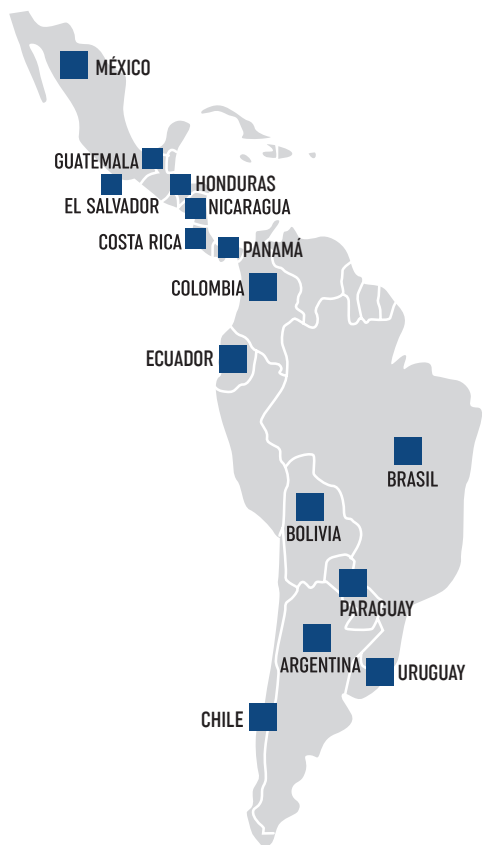 MÉXICO
GUATEMALA
HONDURAS
EL SALVADOR
NICARAGUA
COSTA RICA
PANAMÁ
COLOMBIA
ECUADOR
BRASIL
BOLIVIA
PARAGUAY
ARGENTINA
URUGUAY
CHILE